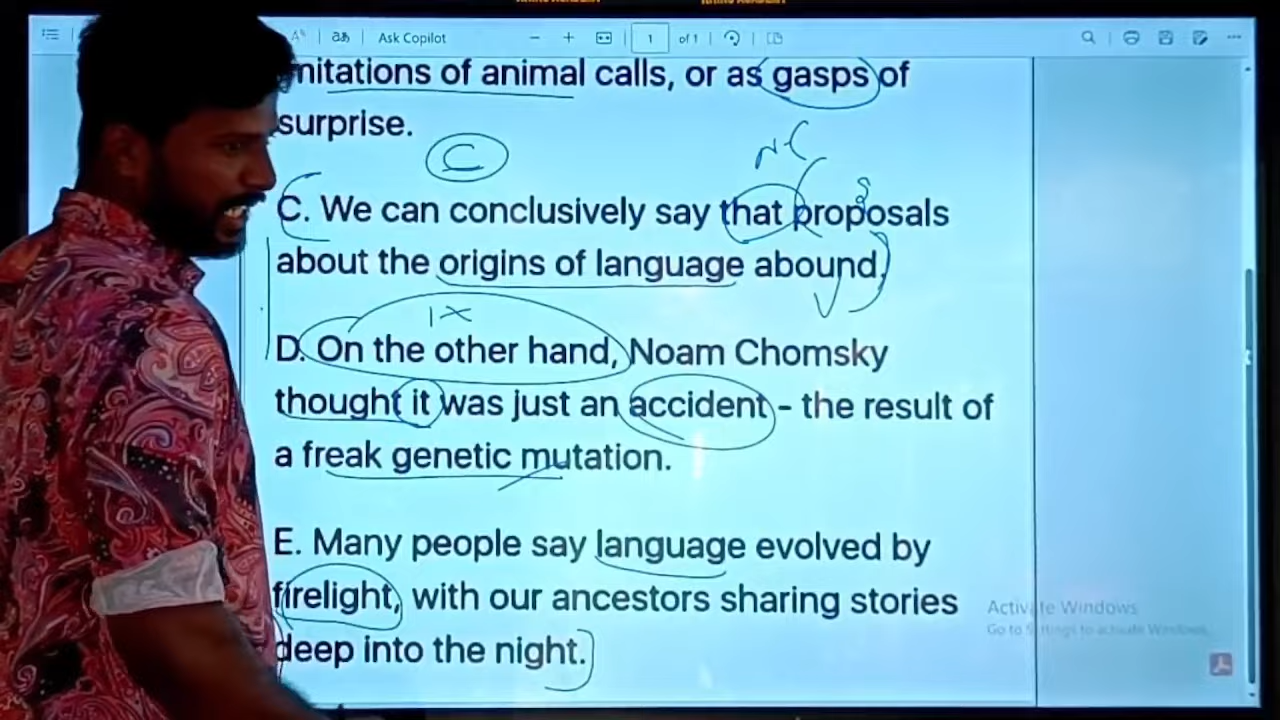 Ask Copilot
1 of 1
mitations of animal calls, or as gasps of
surprise.
C N-C
C. We can conclusively say that proposals
about the origins of language abound.
1x
D. On the other hand, Noam Chomsky
thought it was just an accident - the result of
a freak genetic mutation.
E. Many people say language evolved by
firelight, with our ancestors sharing stories
deep into the night.
Activate Windows
Go to Settings to activate Windows.